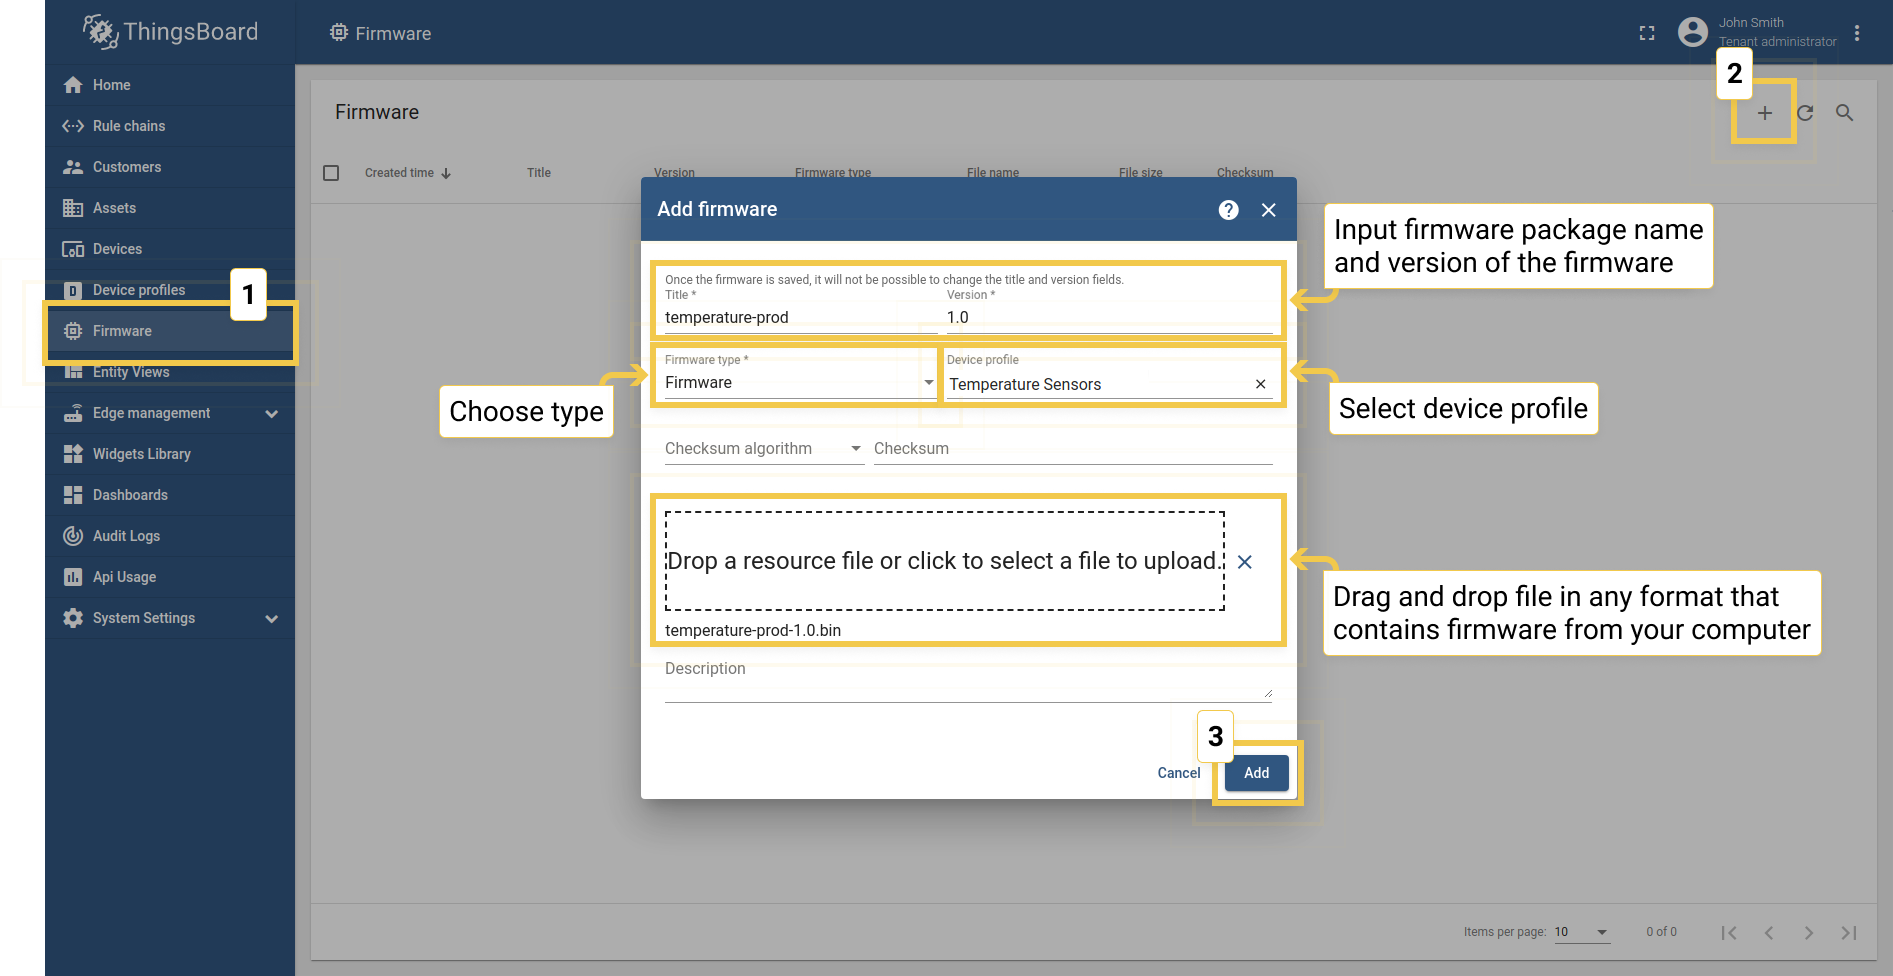 ThingsBoard
Firmware
John Smith
Tenant administrator
Home
Rule chains
Customers
Assets
Devices
Device profiles
Firmware
Entity Views
Edge management
Widgets Library
Dashboards
Audit Logs
Api Usage
System Settings
1
2
Firmware
Created time
Title
Version
Firmware type
File name
File size
Checksum
Add firmware
Once the firmware is saved, it will not be possible to change the title and version fields.
Title *
Version *
temperature-prod
1.0
Firmware type *
Device profile
Firmware
Temperature Sensors
Checksum algorithm
Checksum
Drop a resource file or click to select a file to upload.
temperature-prod-1.0.bin
Description
3
Cancel
Add
Input firmware package name
and version of the firmware
Choose type
Select device profile
Drag and drop file in any format that
contains firmware from your computer
Items per page: 10
0 of 0